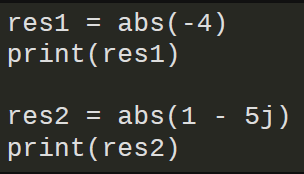 res1 = abs(-4)
print(res1)
res2 = abs(1 - 5j)
print(res2)